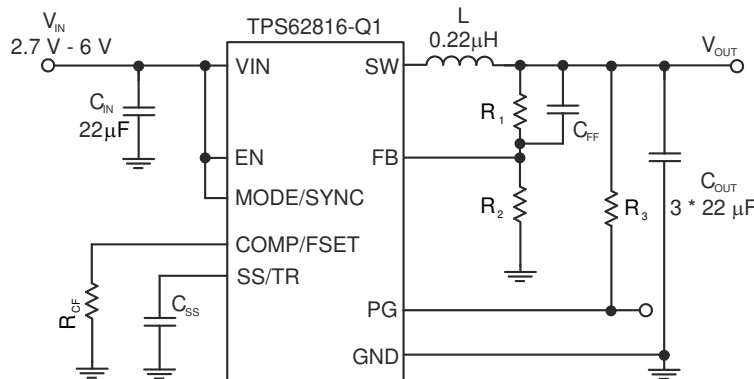 TPS62816-Q1
V_IN
2.7 V - 6 V
L
0.22μH
V_OUT
VIN
SW
C_IN
22μF
R_1
C_FF
EN
FB
MODE/SYNC
R_2
R_3
C_OUT
3 * 22 μF
COMP/FSET
SS/TR
R_CF
C_SS
PG
GND